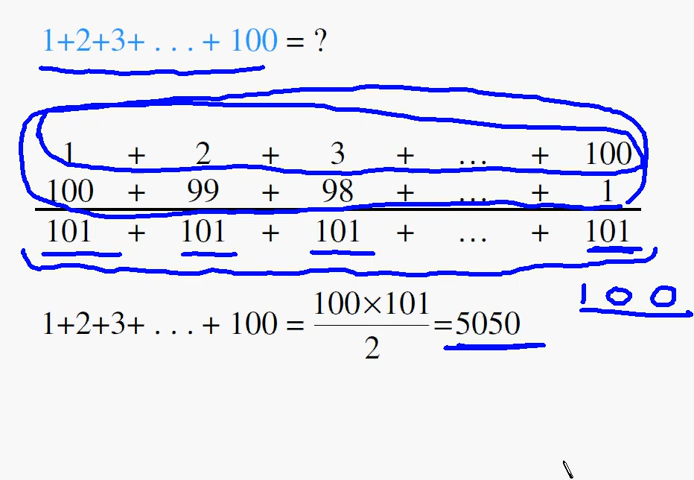 1+2+3+ . . . + 100 = ?
1 + 2 + 3 + ... + 100
100 + 99 + 98 + ... + 1
101 + 101 + 101 + ... + 101
100
1+2+3+ . . . + 100 = 100×101/2 =5050